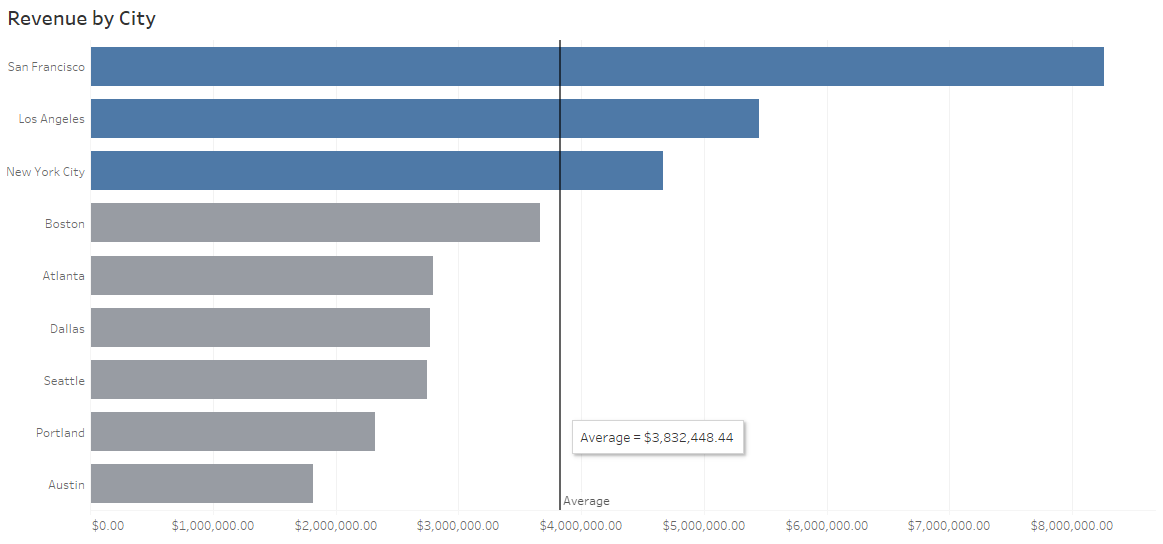 Revenue by City
San Francisco
Los Angeles
New York City
Boston
Atlanta
Dallas
Seattle
Portland
Average = $3,832,448.44
Austin
Average
$0.00 $1,000,000.00 $2,000,000.00 $3,000,000.00 $4,000,000.00 $5,000,000.00 $6,000,000.00 $7,000,000.00 $8,000,000.00